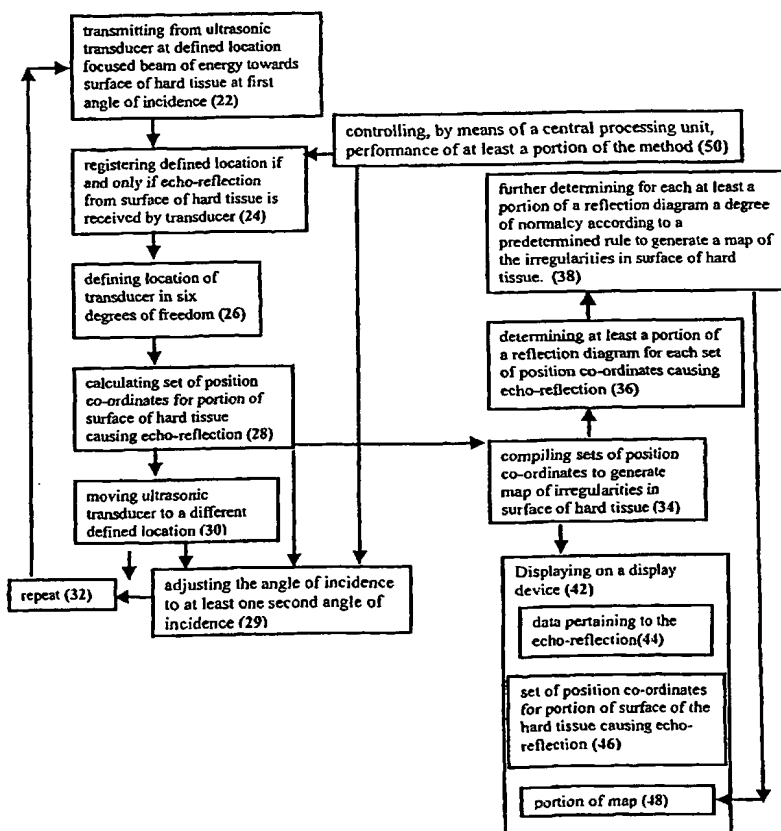 transmitting from ultrasonic
transducer at defined location
focused beam of energy towards
surface of hard tissue at first
angle of incidence (22)
controlling, by means of a central processing unit,
performance of at least a portion of the method (50)
registering defined location if
and only if echo-reflection
from surface of hard tissue is
received by transducer (24)
further determining for each at least a
portion of a reflection diagram a degree
of normalcy according to a
predetermined rule to generate a map of
the irregularities in surface of hard
tissue. (38)
defining location of
transducer in six
degrees of freedom
(26)
determining at least a portion of
a reflection diagram for each set
of position co-ordinates causing
echo-reflection (36)
calculating set of position
co-ordinates for portion of
surface of hard tissue
causing echo-reflection (28)
compiling sets of position
co-ordinates to generate
map of irregularities in
surface of hard tissue (34)
moving ultrasonic
transducer to a different
defined location (30)
repeat (32)
adjusting the angle of incidence
to at least one second angle of
incidence (29)
Displaying on a display
device (42)
data pertaining to the
echo-reflection(44)
set of position co-ordinates
for portion of surface of the
hard tissue causing echo-
reflection (46)
portion of map (48)